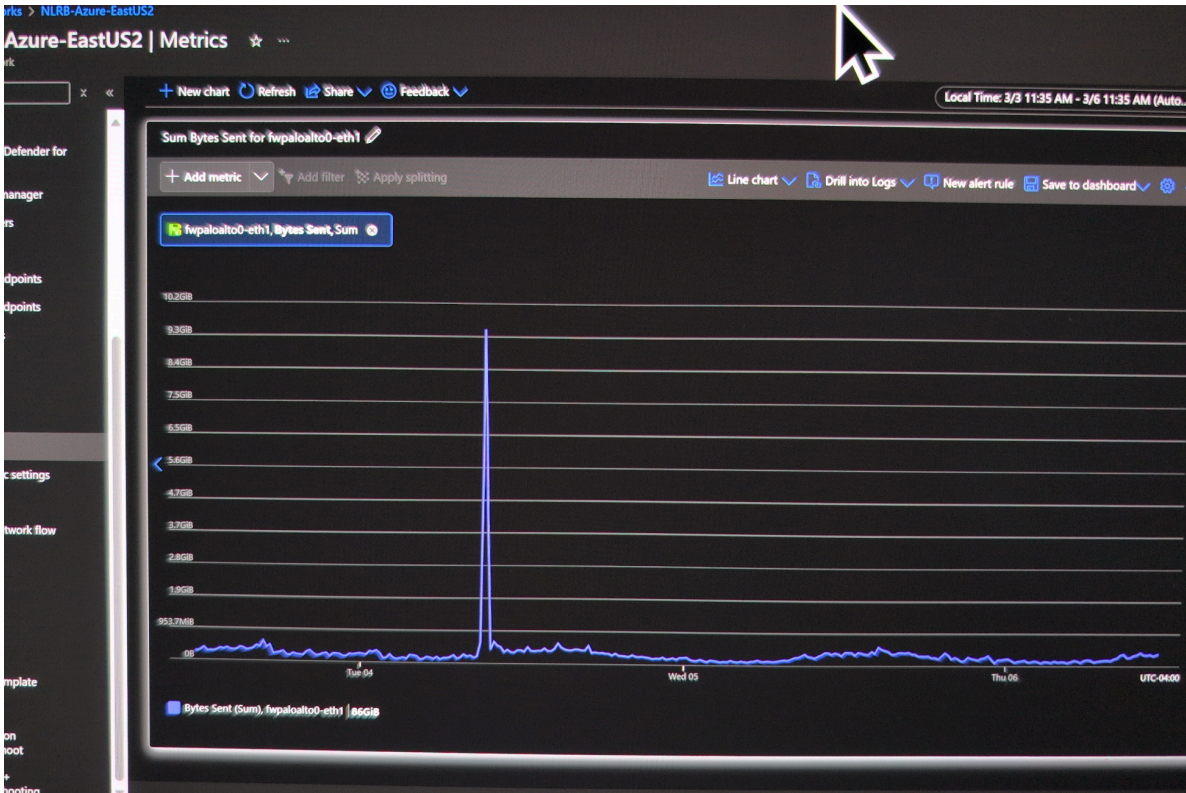 NLRB-Azure-EastUS2
Azure-EastUS2 | Metrics
New chart Refresh Share Feedback
Local Time: 3/3 11:35 AM - 3/6 11:35 AM (Auto..
Sum Bytes Sent for fwpaloalto0-eth1
Add metric Add filter Apply splitting
Line chart Drill into Logs New alert rule Save to dashboard
fwpaloalto0-eth1, Bytes Sent, Sum
10.2GiB
9.3GiB
8.4GiB
7.5GiB
6.5GiB
5.6GiB
4.7GiB
3.7GiB
2.8GiB
1.9GiB
953.7MiB
0B
Tue 04 Wed 05 Thu 06 UTC-04:00
Bytes Sent (Sum), fwpaloalto0-eth1 | 86GiB
Defender for
manager
rs
dpoints
dpoints
c settings
twork flow
mplate
on
oot
+
ooting